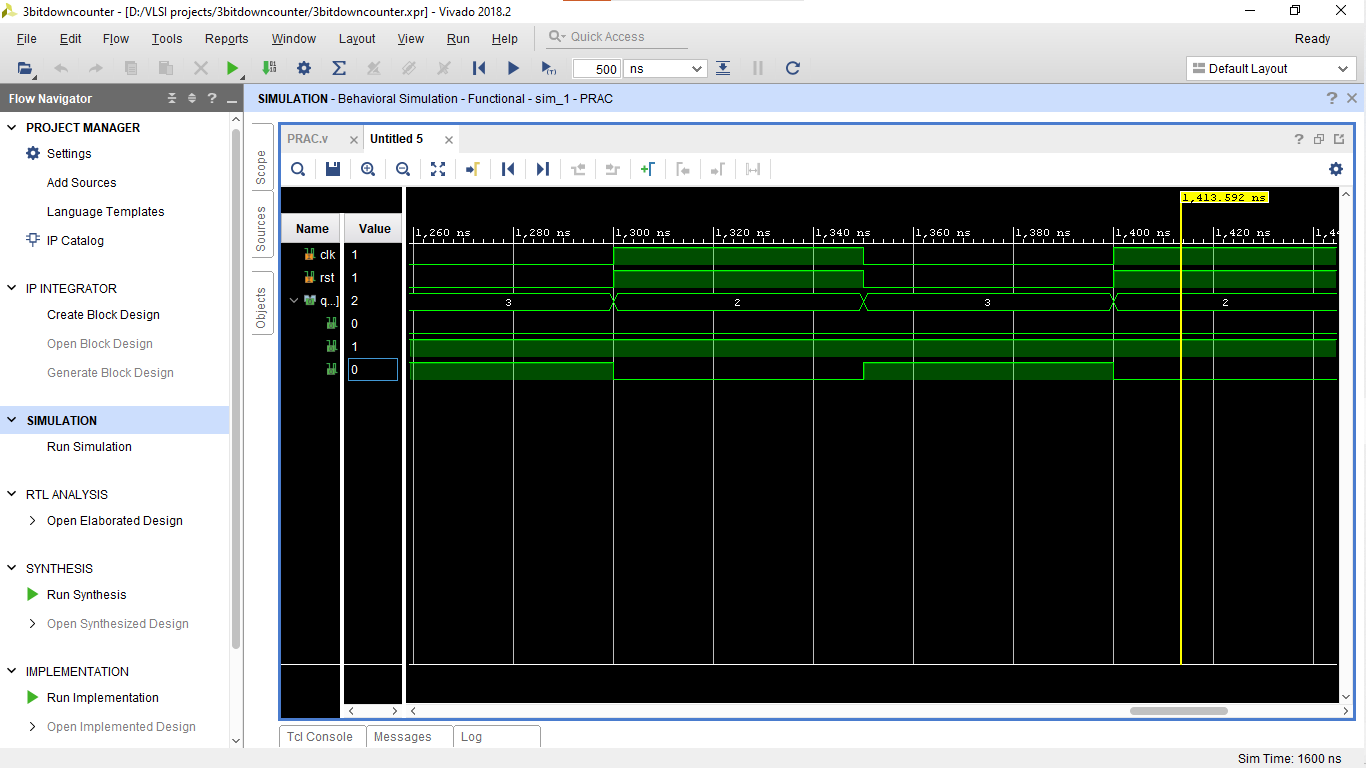 3bitdowncounter - [D:/VLSI projects/3bitdowncounter/3bitdowncounter.xpr] - Vivado 2018.2
File Edit Flow Tools Reports Window Layout View Run Help Quick Access Ready
500 ns Default Layout
Flow Navigator
SIMULATION - Behavioral Simulation - Functional - sim_1 - PRAC
PROJECT MANAGER
Settings
Add Sources
Language Templates
IP Catalog
IP INTEGRATOR
Create Block Design
Open Block Design
Generate Block Design
SIMULATION
Run Simulation
RTL ANALYSIS
Open Elaborated Design
SYNTHESIS
Run Synthesis
Open Synthesized Design
IMPLEMENTATION
Run Implementation
Open Implemented Design
Scope
Sources
Objects
PRAC.v Untitled 5
1,413.592 ns
Name Value
1,260 ns 1,280 ns 1,300 ns 1,320 ns 1,340 ns 1,360 ns 1,380 ns 1,400 ns 1,420 ns 1,44
clk 1
rst 1
q...] 2 3 2 3 2
0
1
0
Tcl Console Messages Log
Sim Time: 1600 ns